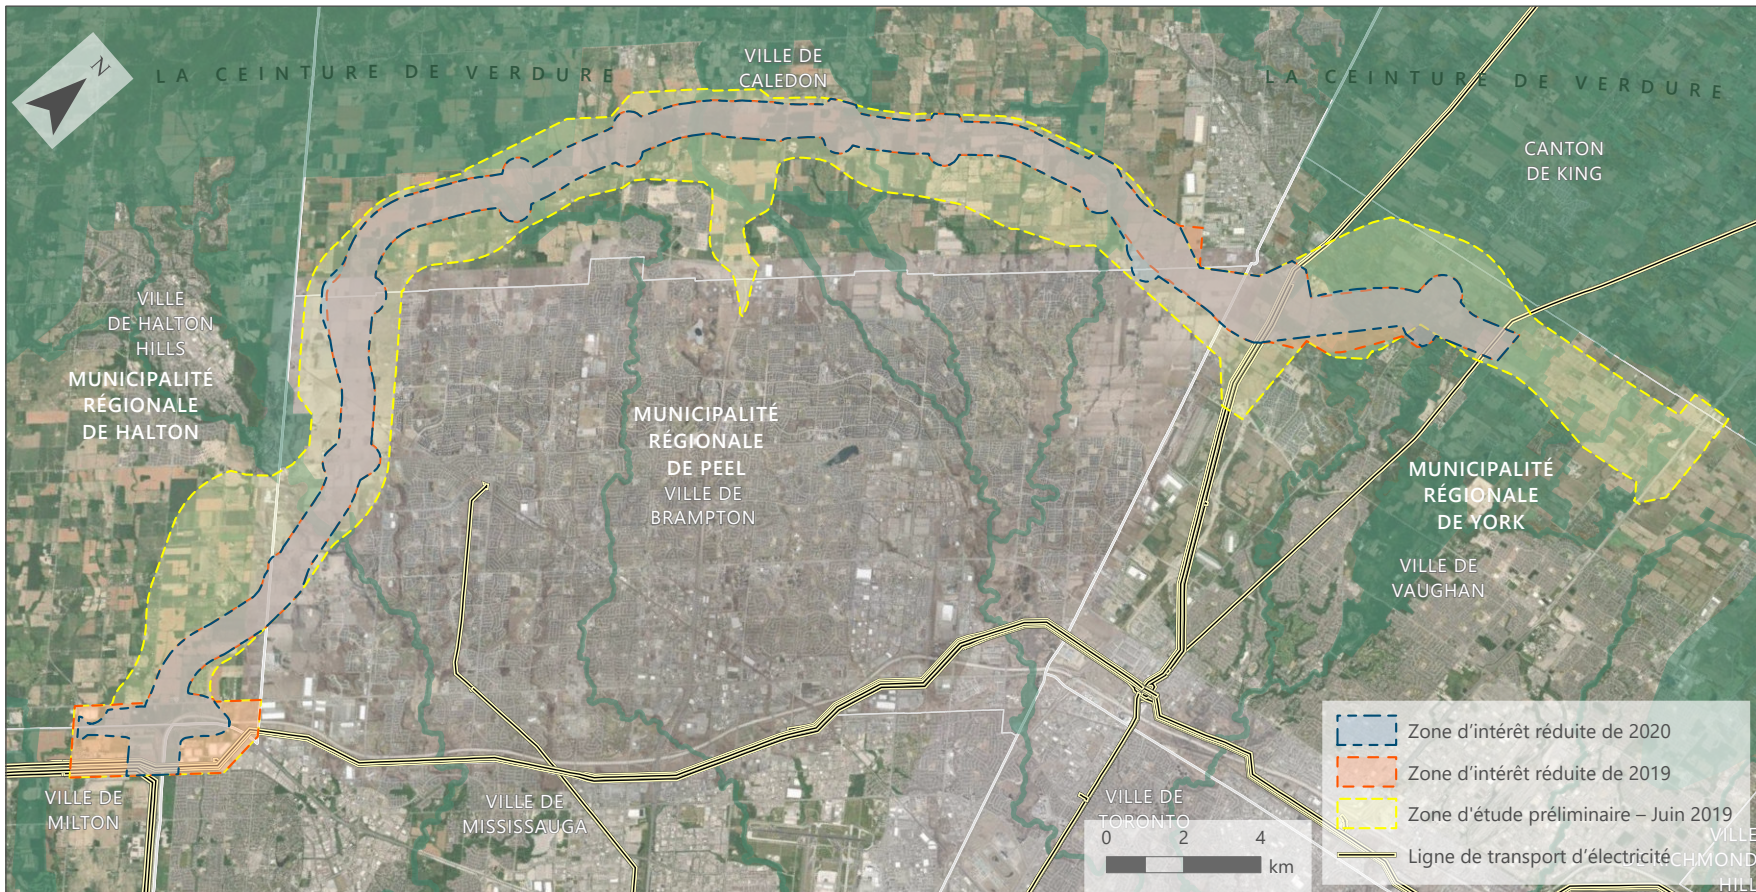 N
LA CEINTURE DE VERDURE
VILLE DE
CALEDON
LA CEINTURE DE VERDURE
CANTON
DE KING
VILLE
DE HALTON
HILLS
MUNICIPALITÉ
RÉGIONALE
DE HALTON
MUNICIPALITÉ
RÉGIONALE
DE PEEL
VILLE DE
BRAMPTON
MUNICIPALITÉ
RÉGIONALE
DE YORK
VILLE DE
VAUGHAN
VILLE DE
MILTON
VILLE DE
MISSISSAUGA
VILLE DE
TORONTO
0 2 4
km
Zone d'intérêt réduite de 2020
Zone d'intérêt réduite de 2019
Zone d'étude préliminaire – Juin 2019
Ligne de transport d'électricité
VILLE
CHMOND
HILL